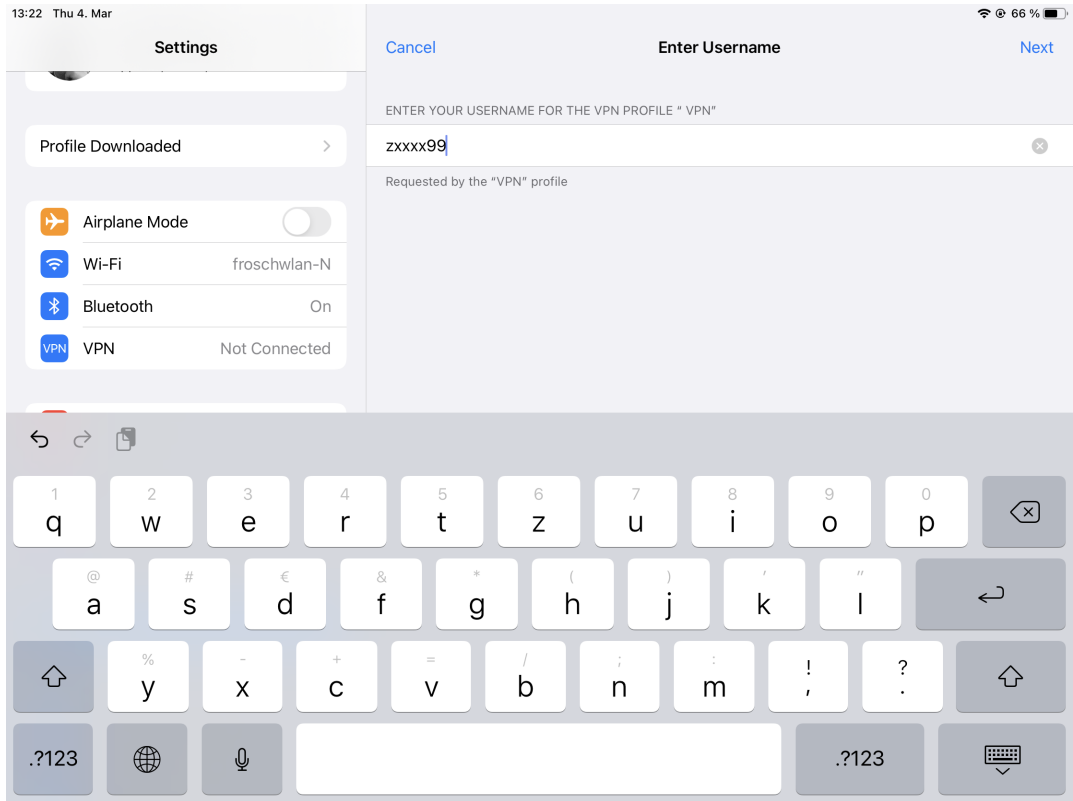 13:22 Thu 4. Mar
66 %
Settings
Cancel
Enter Username
Next
ENTER YOUR USERNAME FOR THE VPN PROFILE “ VPN”
Profile Downloaded
zxxxx99
Requested by the “VPN” profile
Airplane Mode
Wi-Fi
froschwlan-N
Bluetooth
On
VPN
VPN
Not Connected
1 2 3 4 5 6 7 8 9 0
q w e r t z u i o p
@ # € & * ( ) ' "
a s d f g h j k l
% - + = / ; : ! ?
y x c v b n m , .
.?123
.?123